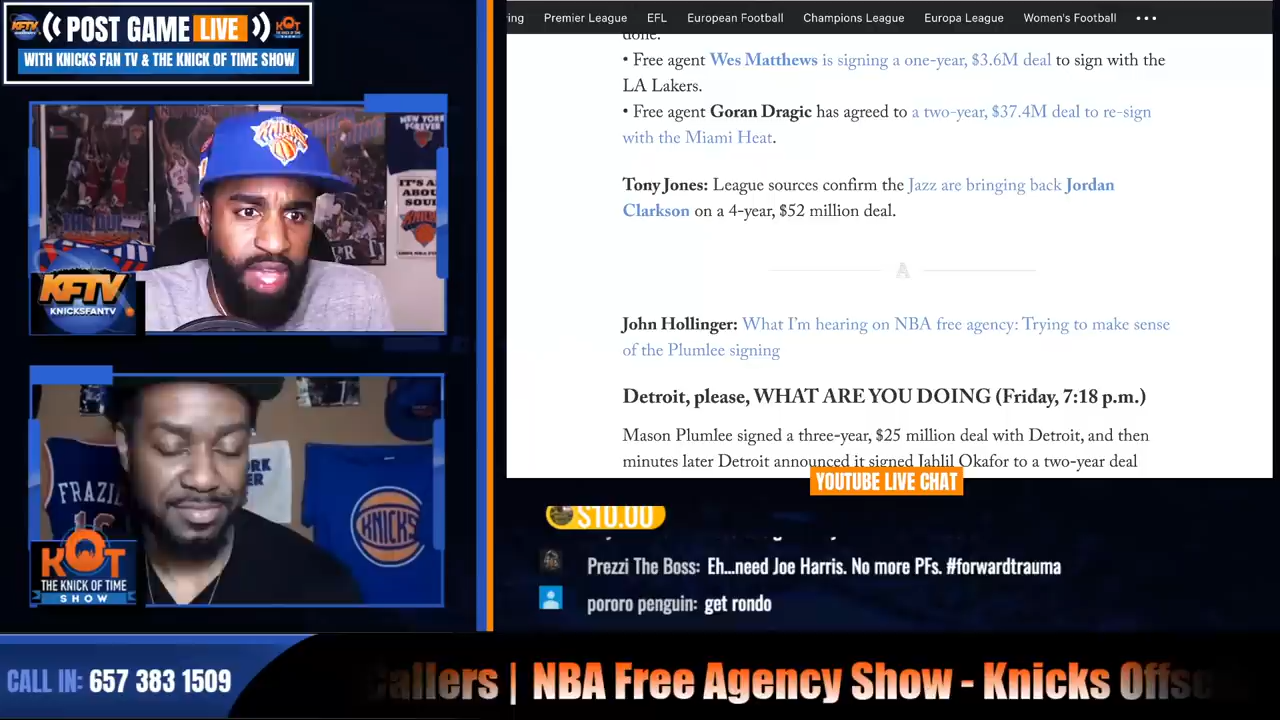 KFTV
POST GAME LIVE
KOT
WITH KNICKS FAN TV & THE KNICK OF TIME SHOW
Premier League
EFL
European Football
Champions League
Europa League
Women's Football
done.
• Free agent Wes Matthews is signing a one-year, $3.6M deal to sign with the
LA Lakers.
• Free agent Goran Dragic has agreed to a two-year, $37.4M deal to re-sign
with the Miami Heat.
Tony Jones: League sources confirm the Jazz are bringing back Jordan
Clarkson on a 4-year, $52 million deal.
John Hollinger: What I'm hearing on NBA free agency: Trying to make sense
of the Plumlee signing
Detroit, please, WHAT ARE YOU DOING (Friday, 7:18 p.m.)
Mason Plumlee signed a three-year, $25 million deal with Detroit, and then
minutes later Detroit announced it signed Jahlil Okafor to a two-year deal
NEW YORK
FOREVER
KNICKS
KFTV
KNICKSFANTV
FRAZIE
KNICKS
KOT
THE KNICK OF TIME
SHOW
YOUTUBE LIVE CHAT
$10.00
Prezzi The Boss: Eh...need Joe Harris. No more PFs. #forwardtrauma
pororo penguin: get rondo
CALL IN: 657 383 1509
Callers | NBA Free Agency Show - Knicks Offs